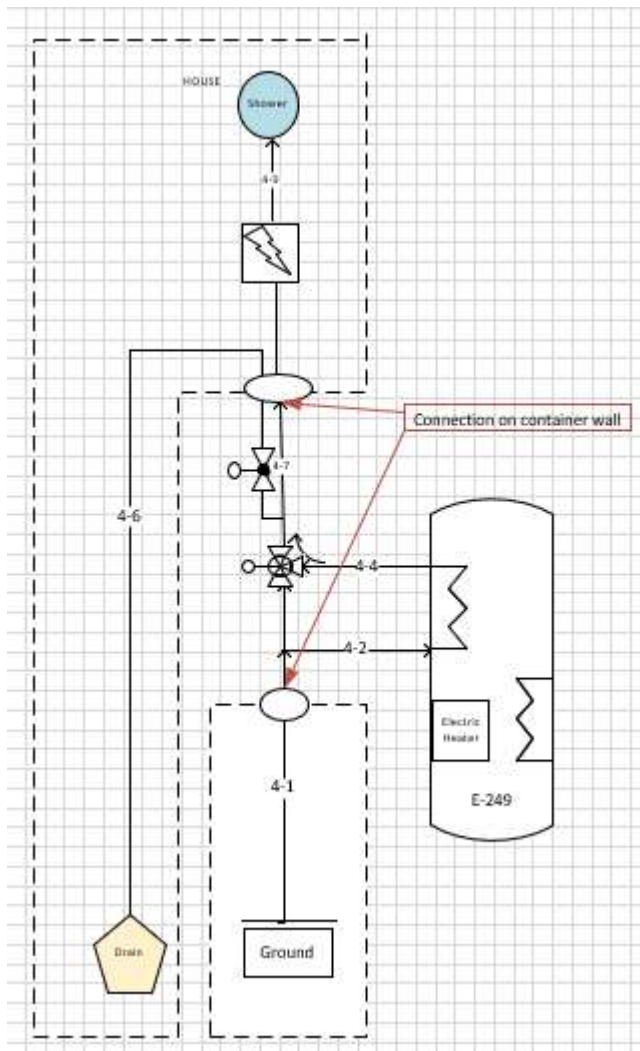 HOUSE
Shower
4-9
Connection on container wall
4-7
4-6
4-4
4-2
Electric
Heater
4-1
E-249
Drain
Ground